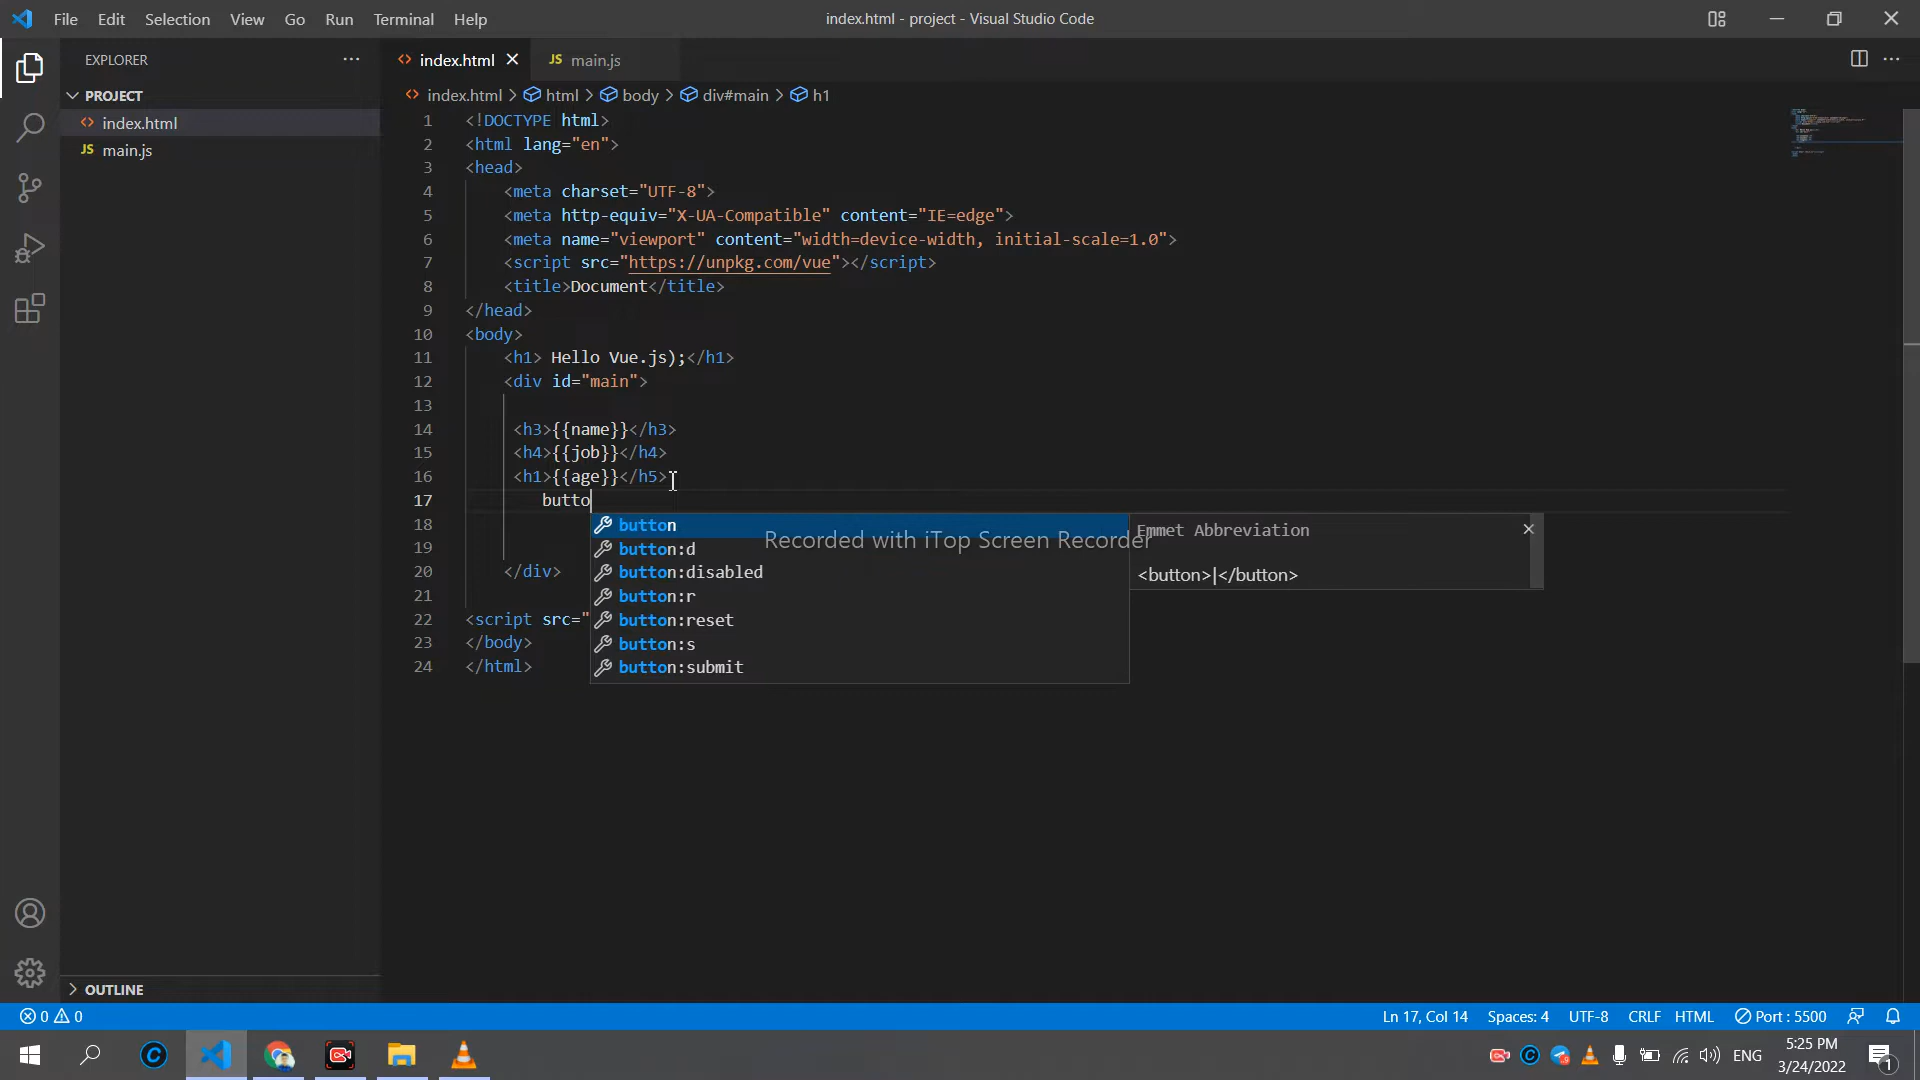 File Edit Selection View Go Run Terminal Help
index.html - project - Visual Studio Code
EXPLORER
PROJECT
index.html
JS main.js
OUTLINE
index.html
JS main.js
index.html > html > body > div#main > h1
1 <!DOCTYPE html>
2 <html lang="en">
3 <head>
4 <meta charset="UTF-8">
5 <meta http-equiv="X-UA-Compatible" content="IE=edge">
6 <meta name="viewport" content="width=device-width, initial-scale=1.0">
7 <script src="https://unpkg.com/vue"></script>
8 <title>Document</title>
9 </head>
10 <body>
11 <h1> Hello Vue.js);</h1>
12 <div id="main">
13
14 <h3>{{name}}</h3>
15 <h4>{{job}}</h4>
16 <h1>{{age}}</h5>
17 butto
18
19
20 </div>
21
22 <script src="
23 </body>
24 </html>
button
button:d
button:disabled
button:r
button:reset
button:s
button:submit
Emmet Abbreviation
<button>|</button>
Recorded with iTop Screen Recorder
0 0
Ln 17, Col 14 Spaces: 4 UTF-8 CRLF HTML Port : 5500
ENG
5:25 PM
3/24/2022
1